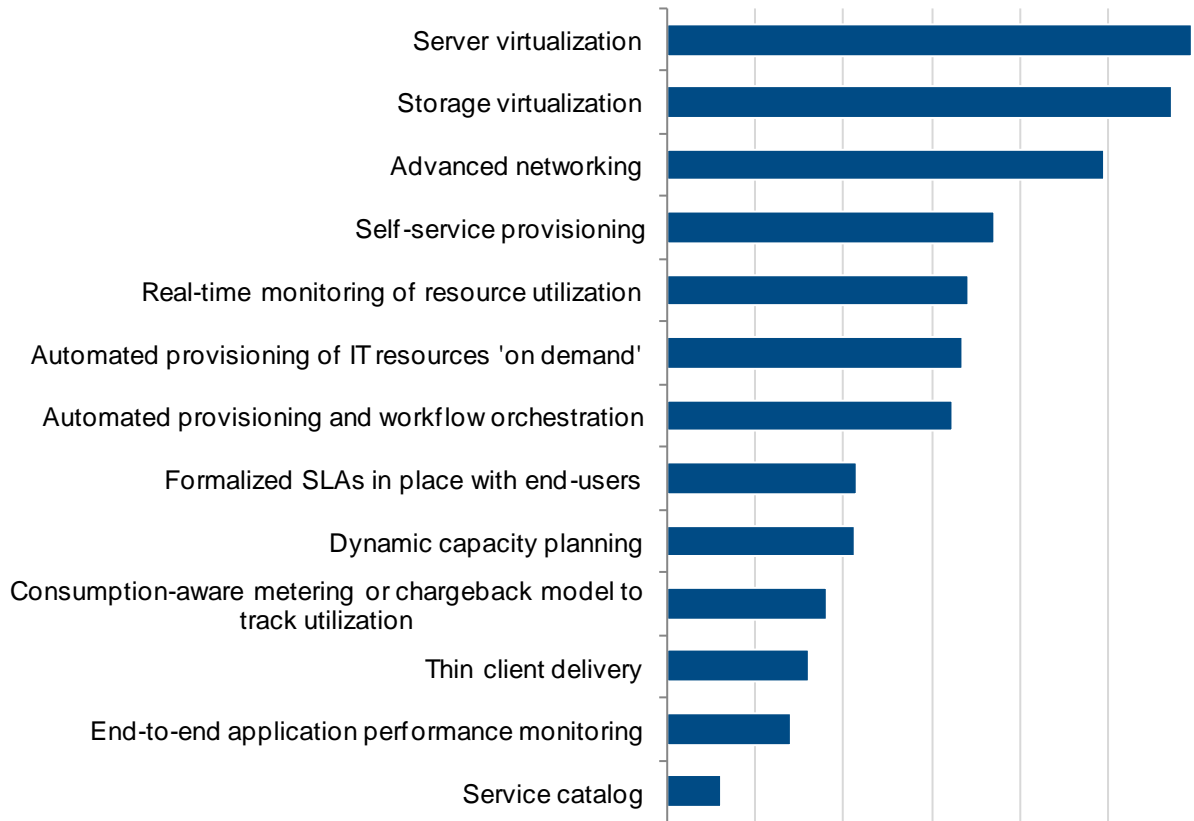 Server virtualization
Storage virtualization
Advanced networking
Self-service provisioning
Real-time monitoring of resource utilization
Automated provisioning of IT resources 'on demand'
Automated provisioning and workflow orchestration
Formalized SLAs in place with end-users
Dynamic capacity planning
Consumption-aware metering or chargeback model to
track utilization
Thin client delivery
End-to-end application performance monitoring
Service catalog